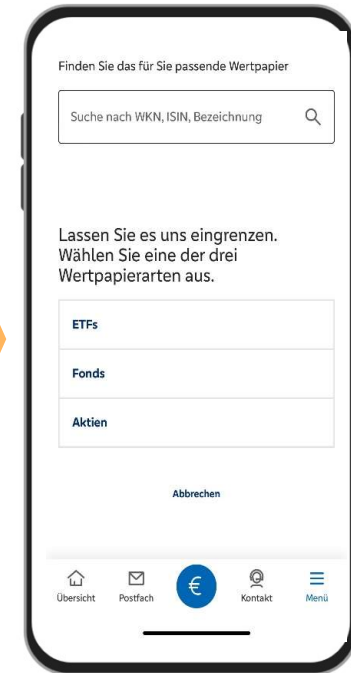 Finden Sie das für Sie passende Wertpapier
Suche nach WKN, ISIN, Bezeichnung
Lassen Sie es uns eingrenzen.
Wählen Sie eine der drei
Wertpapierarten aus.
ETFs
Fonds
Aktien
Abbrechen
Übersicht Postfach € Kontakt Menü